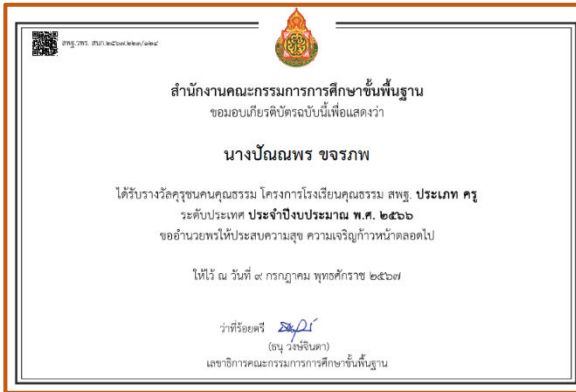 สำนักงานคณะกรรมการการศึกษาขั้นพื้นฐาน
ขอมอบเกียรติบัตรฉบับนี้เพื่อแสดงว่า
นางปัณณพร ขจรภพ
ได้รับรางวัลคุรุชนคนคุณธรรม โครงการโรงเรียนคุณธรรม สพฐ. ประเภท ครู
ระดับประเทศ ประจำปีงบประมาณ พ.ศ. ๒๕๖๖
ขออำนวยพรให้ประสบความสุข ความเจริญก้าวหน้าตลอดไป
ให้ไว้ ณ วันที่ ๙ กรกฎาคม พุทธศักราช ๒๕๖๗
ว่าที่ร้อยตรี
(ธนุ วงษ์จินดา)
เลขาธิการคณะกรรมการการศึกษาขั้นพื้นฐาน